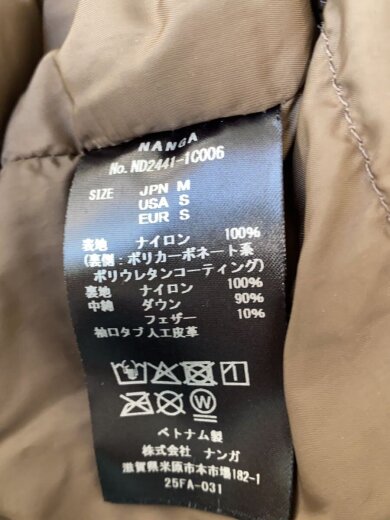 NANGA
No. ND2441-1C006
SIZE JPN M
USA S
EUR S
表地 ナイロン 100%
(裏側:ポリカーボネート系
ポリウレタンコーティング)
裏地 ナイロン 100%
中綿 ダウン 90%
フェザー 10%
袖口タブ 人工皮革
W
ベトナム製
株式会社 ナンガ
滋賀県米原市本市場182-1
25FA-031